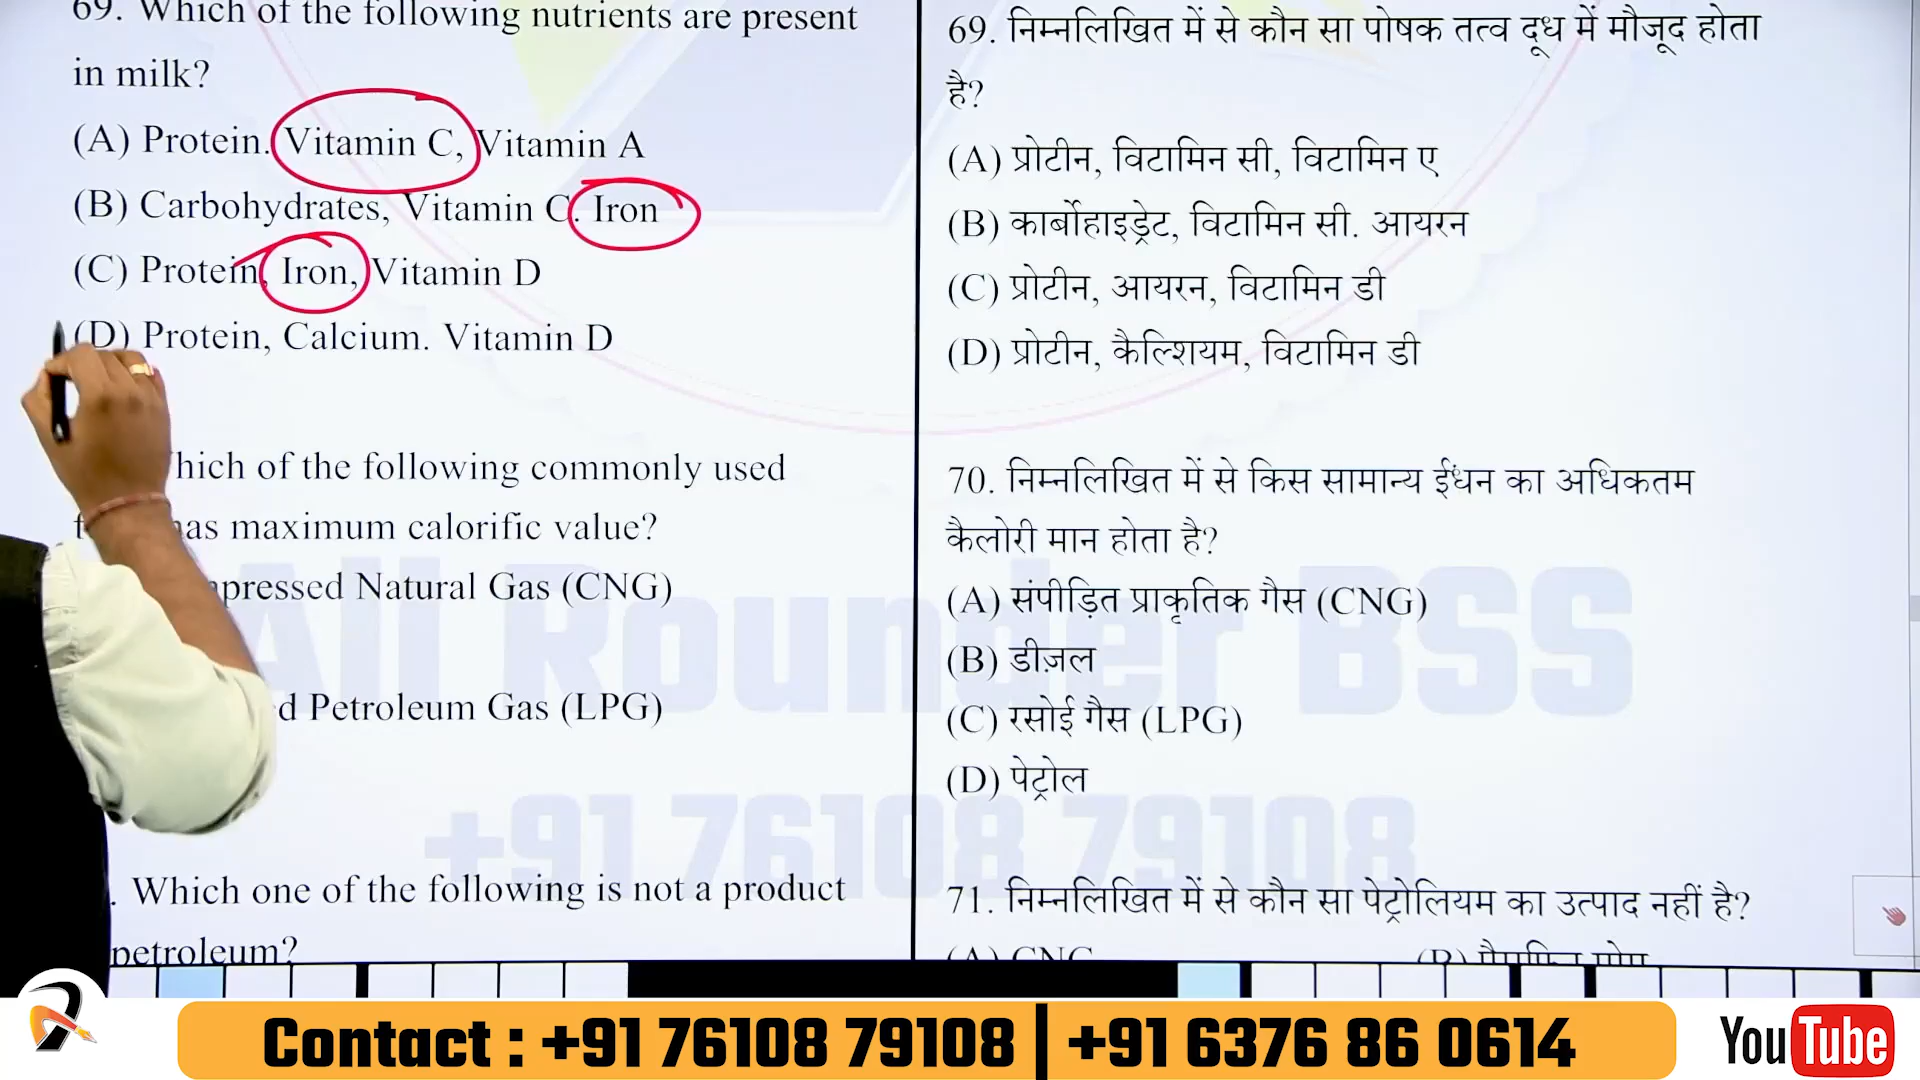 69. Which of the following nutrients are present
in milk?
(A) Protein. Vitamin C, Vitamin A
(B) Carbohydrates, Vitamin C. Iron
(C) Protein, Iron, Vitamin D
(D) Protein, Calcium. Vitamin D
hich of the following commonly used
as maximum calorific value?
pressed Natural Gas (CNG)
d Petroleum Gas (LPG)
. Which one of the following is not a product
petroleum?
69. निम्नलिखित में से कौन सा पोषक तत्व दूध में मौजूद होता
है?
(A) प्रोटीन, विटामिन सी, विटामिन ए
(B) कार्बोहाइड्रेट, विटामिन सी. आयरन
(C) प्रोटीन, आयरन, विटामिन डी
(D) प्रोटीन, कैल्शियम, विटामिन डी
70. निम्नलिखित में से किस सामान्य ईंधन का अधिकतम
कैलोरी मान होता है?
(A) संपीड़ित प्राकृतिक गैस (CNG)
(B) डीज़ल
(C) रसोई गैस (LPG)
(D) पेट्रोल
71. निम्नलिखित में से कौन सा पेट्रोलियम का उत्पाद नहीं है?
(A) CNG
All Rounder BSS
+91 76108 79108
Contact : +91 76108 79108 | +91 6376 86 0614
YouTube